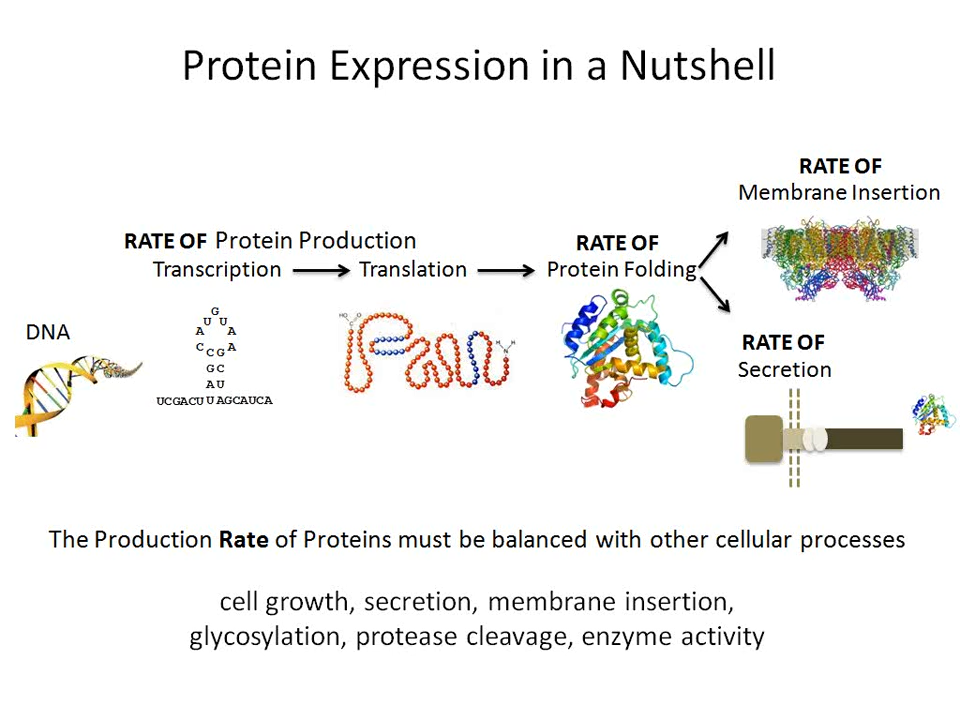 Protein Expression in a Nutshell
RATE OF
Membrane Insertion
RATE OF Protein Production
Transcription
Translation
RATE OF
Protein Folding
DNA
G
U U
A A
C C G A
G C
A U
UCGACU U AGCAUCA
HO O
C
H H
N
RATE OF
Secretion
The Production Rate of Proteins must be balanced with other cellular processes
cell growth, secretion, membrane insertion,
glycosylation, protease cleavage, enzyme activity